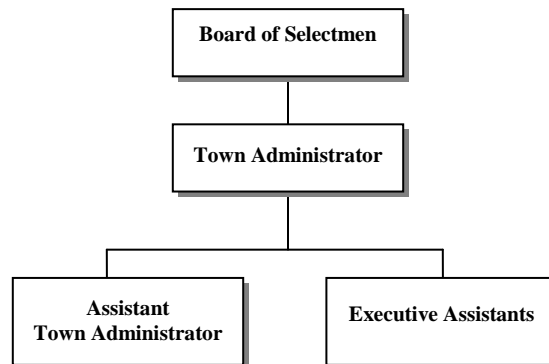 Board of Selectmen
Town Administrator
Assistant
Town Administrator
Executive Assistants